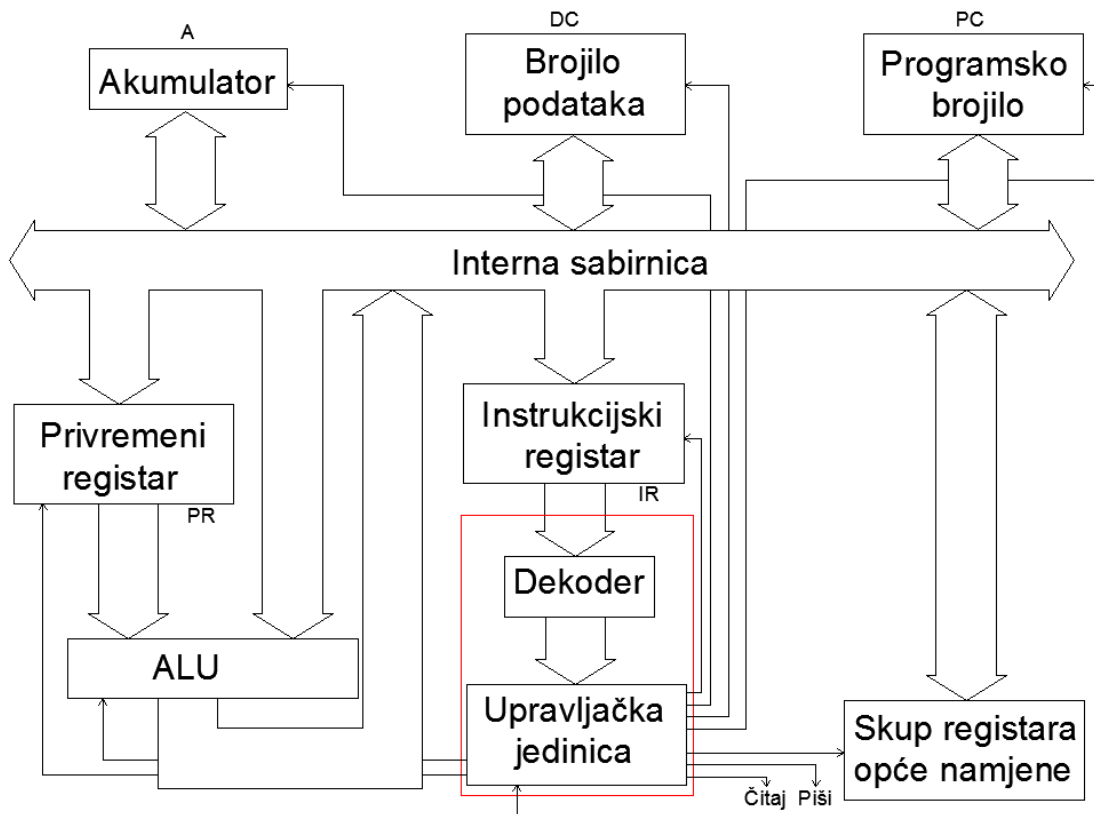 A
DC
PC
Akumulator
Brojilo
podataka
Programsko
brojilo
Interna sabirnica
Privremeni
registar
PR
Instrukcijski
registar
IR
Dekoder
ALU
Upravljačka
jedinica
Skup registara
opće namjene
Čitaj
Piši